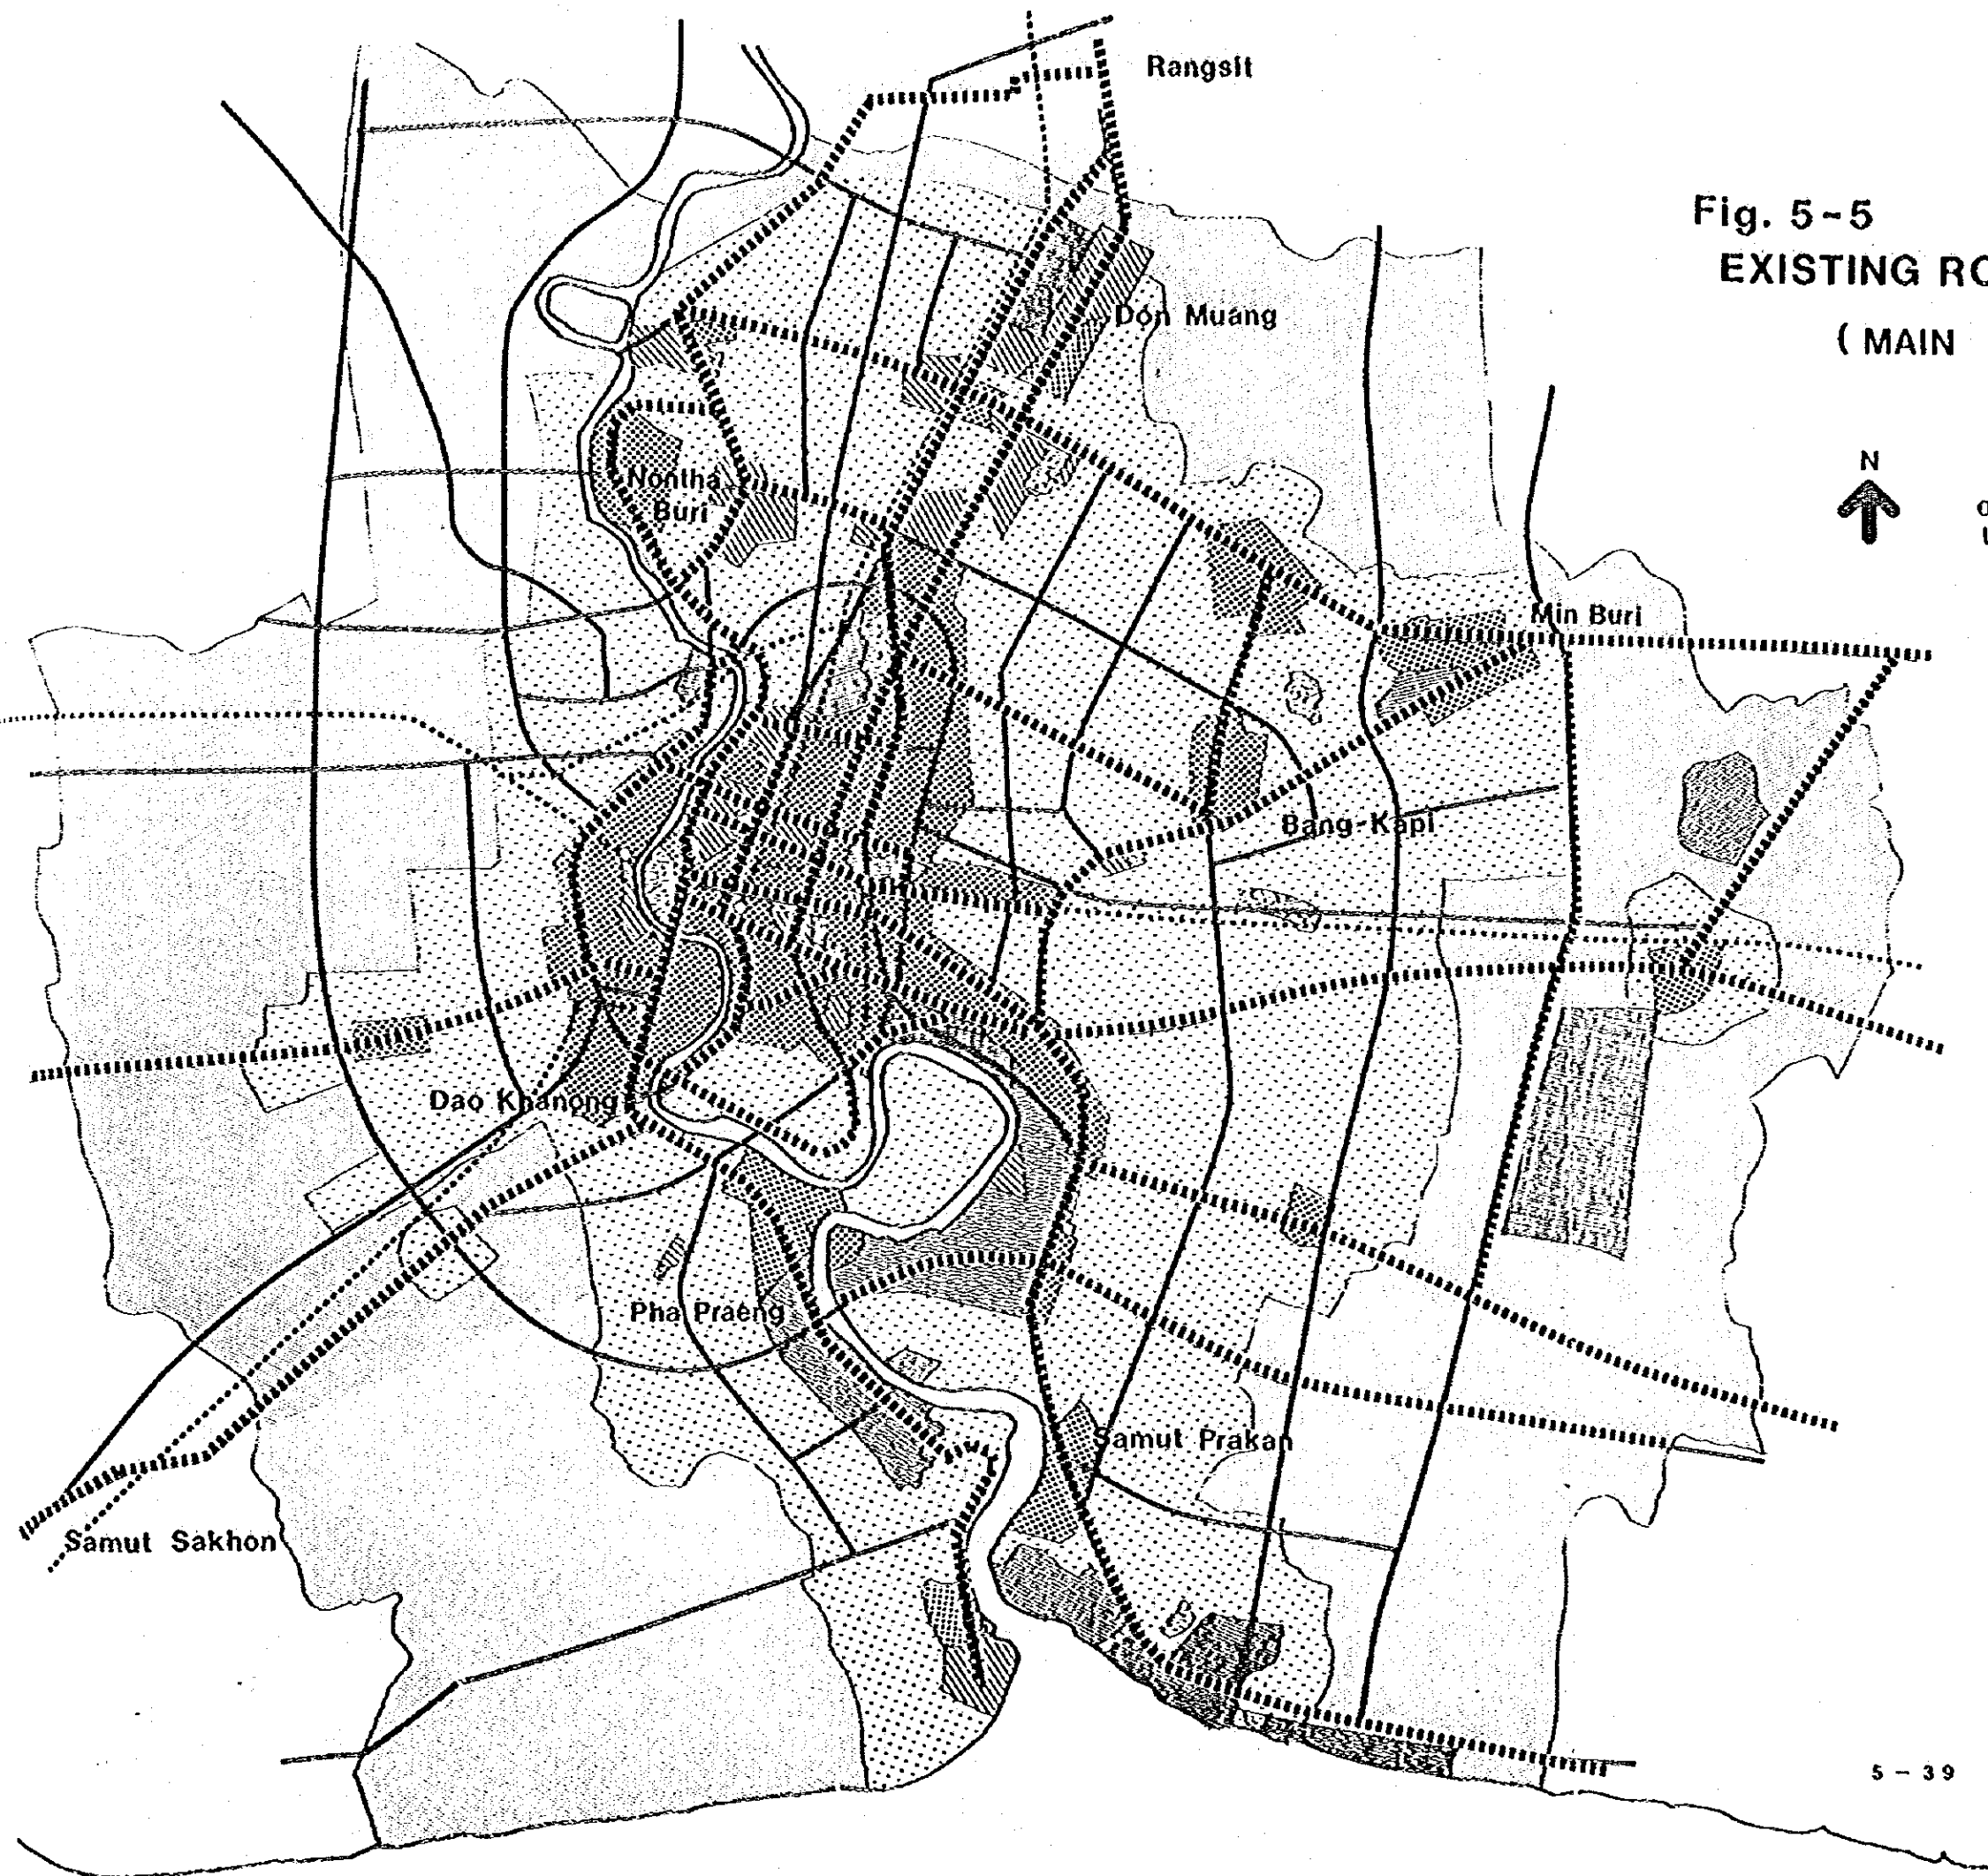 Rangsit
Fig. 5-5
EXISTING RO
( MAIN
Don Muang
N
Nontha
Buri
0
Min Buri
Bang-Kapi
Dao Khanong
Pha Praeng
Samut Prakan
Samut Sakhon
5 - 39